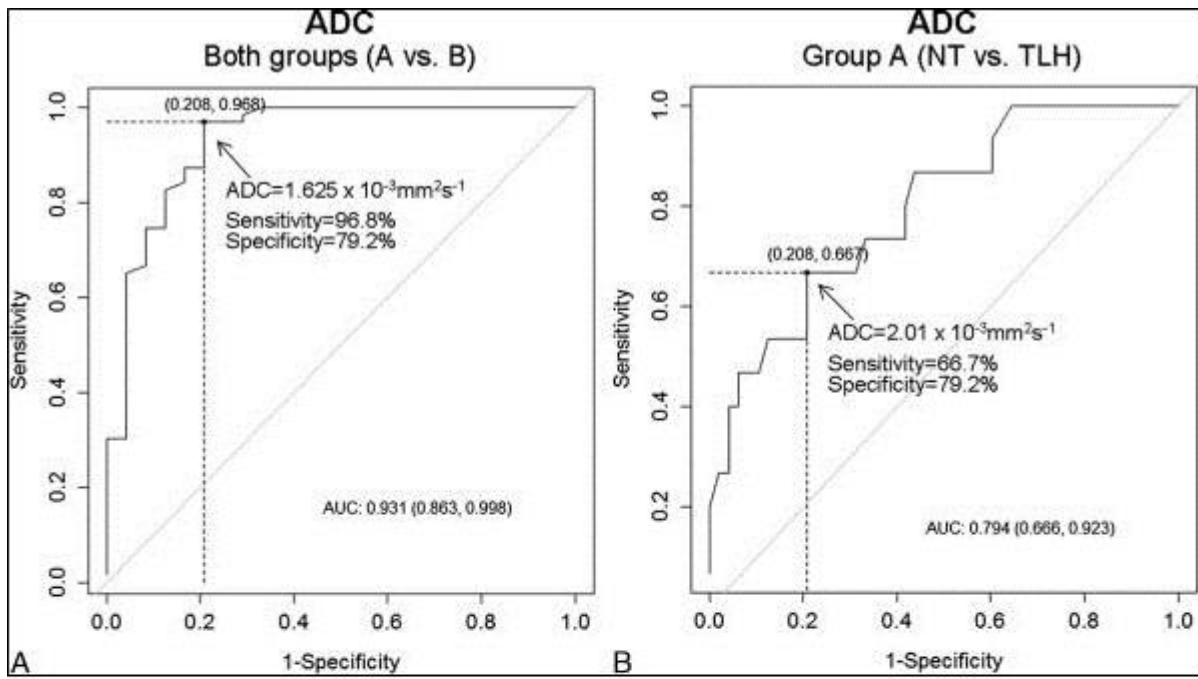 ADC
Both groups (A vs. B)
1.0
0.8
0.6
0.4
0.2
0.0
Sensitivity
(0.208, 0.968)
ADC=1.625 x 10⁻³mm²s⁻¹
Sensitivity=96.8%
Specificity=79.2%
AUC: 0.931 (0.863, 0.998)
0.0 0.2 0.4 0.6 0.8 1.0
1-Specificity
A
ADC
Group A (NT vs. TLH)
1.0
0.8
0.6
0.4
0.2
Sensitivity
(0.208, 0.667)
ADC=2.01 x 10⁻³mm²s⁻¹
Sensitivity=66.7%
Specificity=79.2%
AUC: 0.794 (0.666, 0.923)
0.0 0.2 0.4 0.6 0.8 1.0
1-Specificity
B